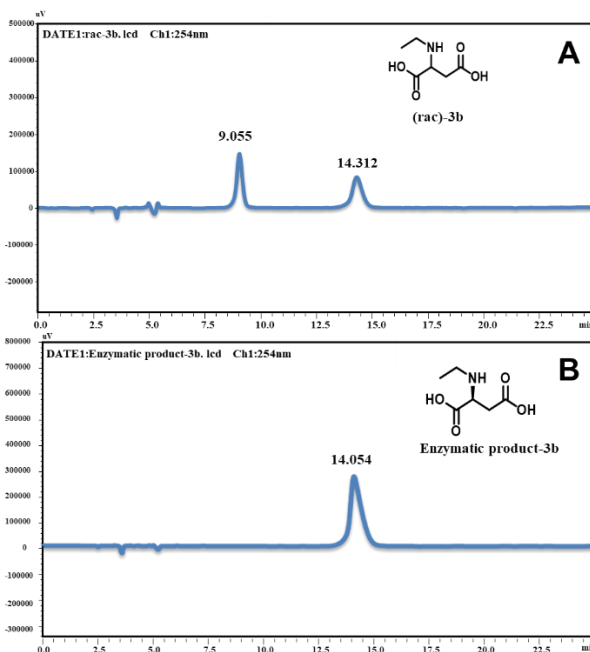 uV
500000
DATE1:rac-3b. lcd Ch1:254nm
A
400000
NH
O
HO
OH
O
300000
(rac)-3b
200000
9.055
14.312
100000
0
-100000
-200000
0.0 2.5 5.0 7.5 10.0 12.5 15.0 17.5 20.0 22.5 min
uV
800000
DATE1:Enzymatic product-3b. lcd Ch1:254nm
B
700000
600000
NH
O
HO
OH
O
500000
Enzymatic product-3b
400000
14.054
300000
200000
100000
0
-100000
-200000
-300000
0.0 2.5 5.0 7.5 10.0 12.5 15.0 17.5 20.0 22.5 min